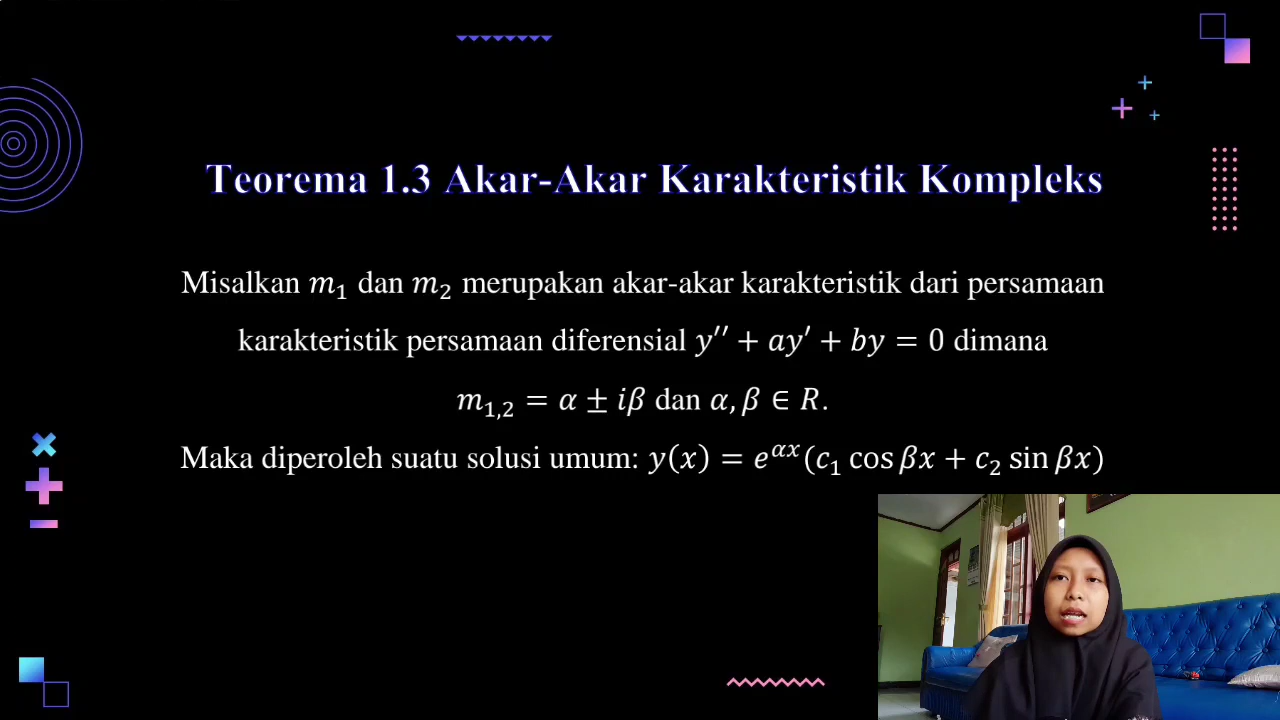 Teorema 1.3 Akar-Akar Karakteristik Kompleks
Misalkan m₁ dan m₂ merupakan akar-akar karakteristik dari persamaan
karakteristik persamaan diferensial y′′ + ay′ + by = 0 dimana
m₁,₂ = α ± iβ dan α, β ∈ R.
Maka diperoleh suatu solusi umum: y(x) = e^{αx}(c₁ cos βx + c₂ sin βx)